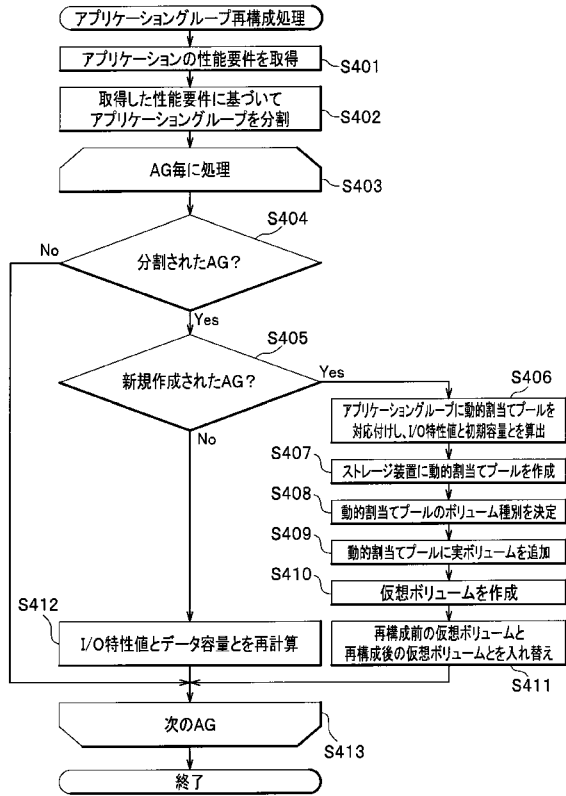 アプリケーショングループ再構成処理
アプリケーションの性能要件を取得
S401
取得した性能要件に基づいて
アプリケーショングループを分割
S402
AG毎に処理
S403
S404
No
分割されたAG?
Yes
S405
新規作成されたAG?
Yes
No
S406
アプリケーショングループに動的割当てプールを
対応付けし、I/O特性値と初期容量とを算出
S407
ストレージ装置に動的割当てプールを作成
S408
動的割当てプールのボリューム種別を決定
S409
動的割当てプールに実ボリュームを追加
S410
仮想ボリュームを作成
S412
I/O特性値とデータ容量とを再計算
再構成前の仮想ボリュームと
再構成後の仮想ボリュームとを入れ替え
S411
次のAG
S413
終了